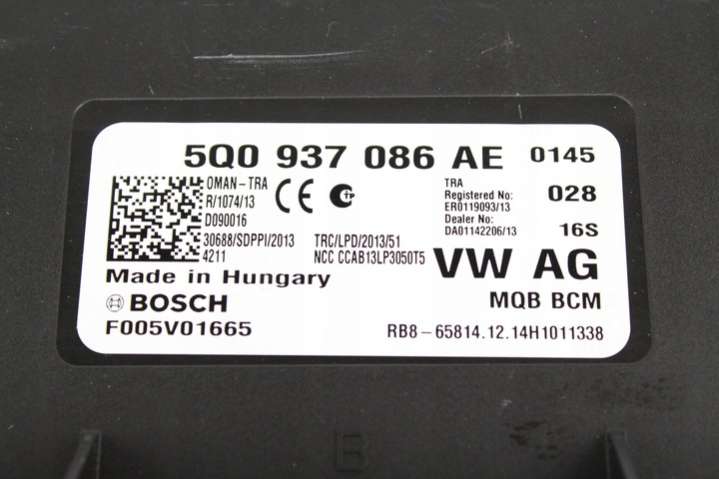 5Q0 937 086 AE 0145
OMAN-TRA
R/1074/13
D090016
30688/SDPPI/2013
4211
CE
TRC/LPD/2013/51
NCC CCAB13LP3050T5
TRA
Registered No:
ER0119093/13
Dealer No:
DA01142206/13
028
16S
Made in Hungary
VW AG
BOSCH
MQB BCM
F005V01665
RB8-65814.12.14H1011338
B